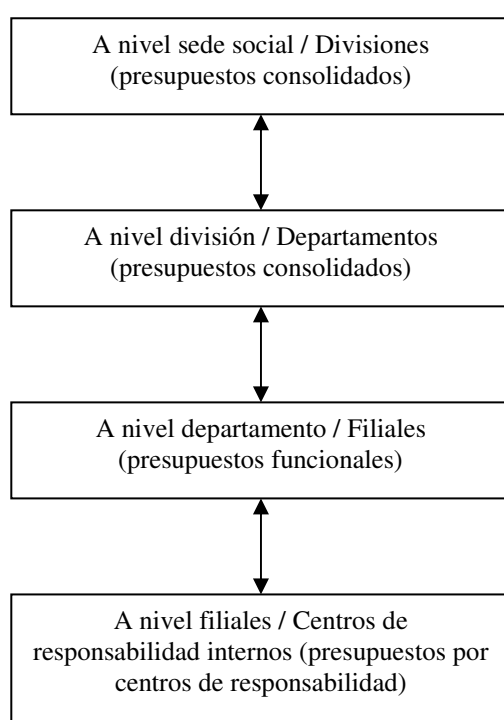 A nivel sede social / Divisiones
(presupuestos consolidados)
A nivel división / Departamentos
(presupuestos consolidados)
A nivel departamento / Filiales
(presupuestos funcionales)
A nivel filiales / Centros de
responsabilidad internos (presupuestos por
centros de responsabilidad)